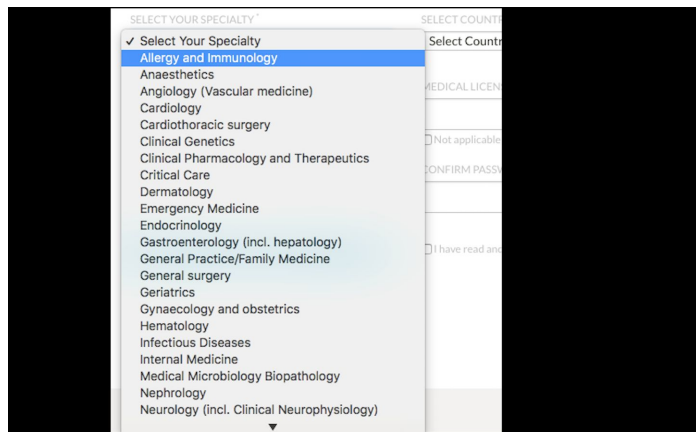 SELECT YOUR SPECIALTY *
SELECT COUNTR
✓ Select Your Specialty
Select Countr
Allergy and Immunology
Anaesthetics
Angiology (Vascular medicine)
MEDICAL LICEN
Cardiology
Cardiothoracic surgery
Clinical Genetics
Not applicable
Clinical Pharmacology and Therapeutics
Critical Care
CONFIRM PASSW
Dermatology
Emergency Medicine
Endocrinology
Gastroenterology (incl. hepatology)
I have read and
General Practice/Family Medicine
General surgery
Geriatrics
Gynaecology and obstetrics
Hematology
Infectious Diseases
Internal Medicine
Medical Microbiology Biopathology
Nephrology
Neurology (incl. Clinical Neurophysiology)